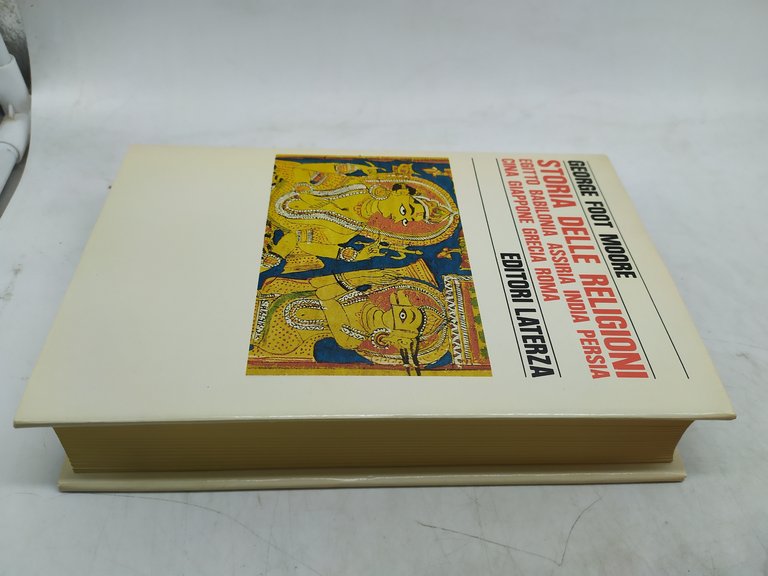 GEORGE FOOT MOORE
STORIA DELLE RELIGIONI
EGITTO BABILONIA ASSIRIA INDIA PERSIA
CINA GIAPPONE GRECIA ROMA
EDITORI LATERZA